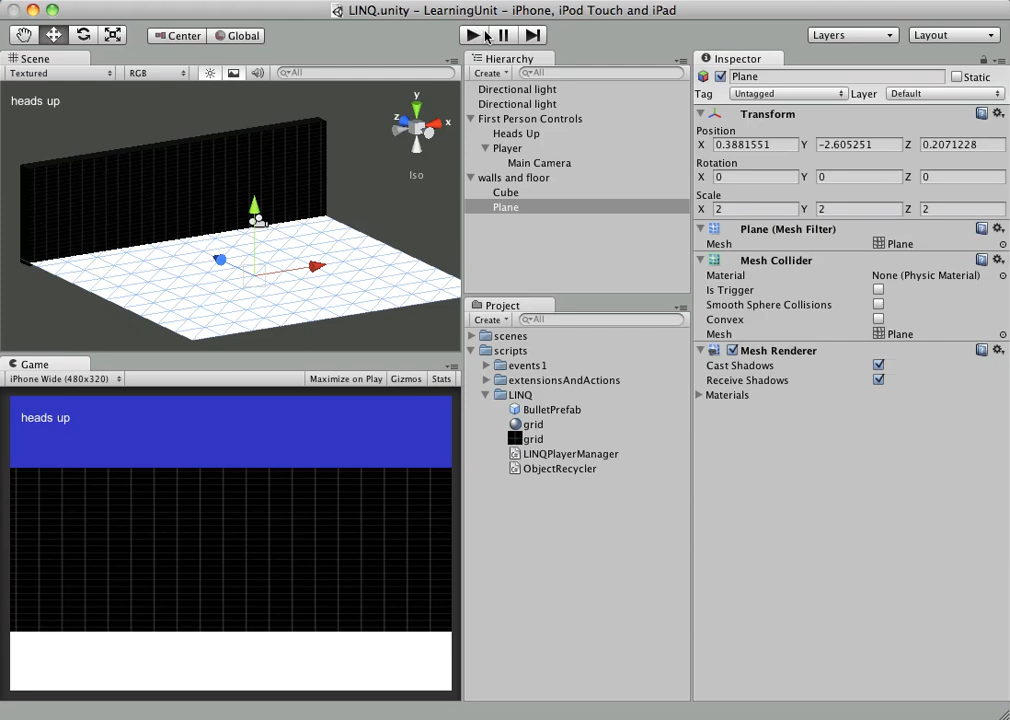 LINQ.unity - LearningUnit - iPhone, iPod Touch and iPad
Center
Global
Layers
Layout
Scene
Textured
RGB
All
heads up
y
z
x
Iso
Game
iPhone Wide (480x320)
Maximize on Play
Gizmos
Stats
heads up
Hierarchy
Create
All
Directional light
Directional light
First Person Controls
Heads Up
Player
Main Camera
walls and floor
Cube
Plane
Project
Create
All
scenes
scripts
events1
extensionsAndActions
LINQ
BulletPrefab
grid
grid
LINQPlayerManager
ObjectRecycler
Inspector
Plane
Static
Tag Untagged Layer Default
Transform
Position
X 0.3881551 Y -2.605251 Z 0.2071228
Rotation
X 0 Y 0 Z 0
Scale
X 2 Y 2 Z 2
Plane (Mesh Filter)
Mesh Plane
Mesh Collider
Material None (Physic Material)
Is Trigger
Smooth Sphere Collisions
Convex
Mesh Plane
Mesh Renderer
Cast Shadows
Receive Shadows
Materials